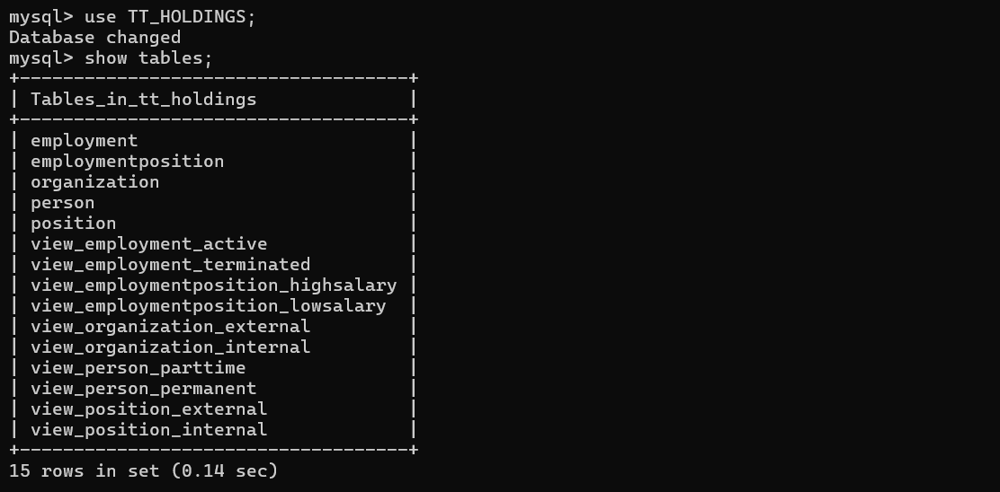 mysql> use TT_HOLDINGS;
Database changed
mysql> show tables;
+------------------------------------+
| Tables_in_tt_holdings              |
+------------------------------------+
| employment                         |
| employmentposition                 |
| organization                       |
| person                             |
| position                           |
| view_employment_active             |
| view_employment_terminated         |
| view_employmentposition_highsalary |
| view_employmentposition_lowsalary  |
| view_organization_external         |
| view_organization_internal         |
| view_person_parttime               |
| view_person_permanent              |
| view_position_external             |
| view_position_internal             |
+------------------------------------+
15 rows in set (0.14 sec)